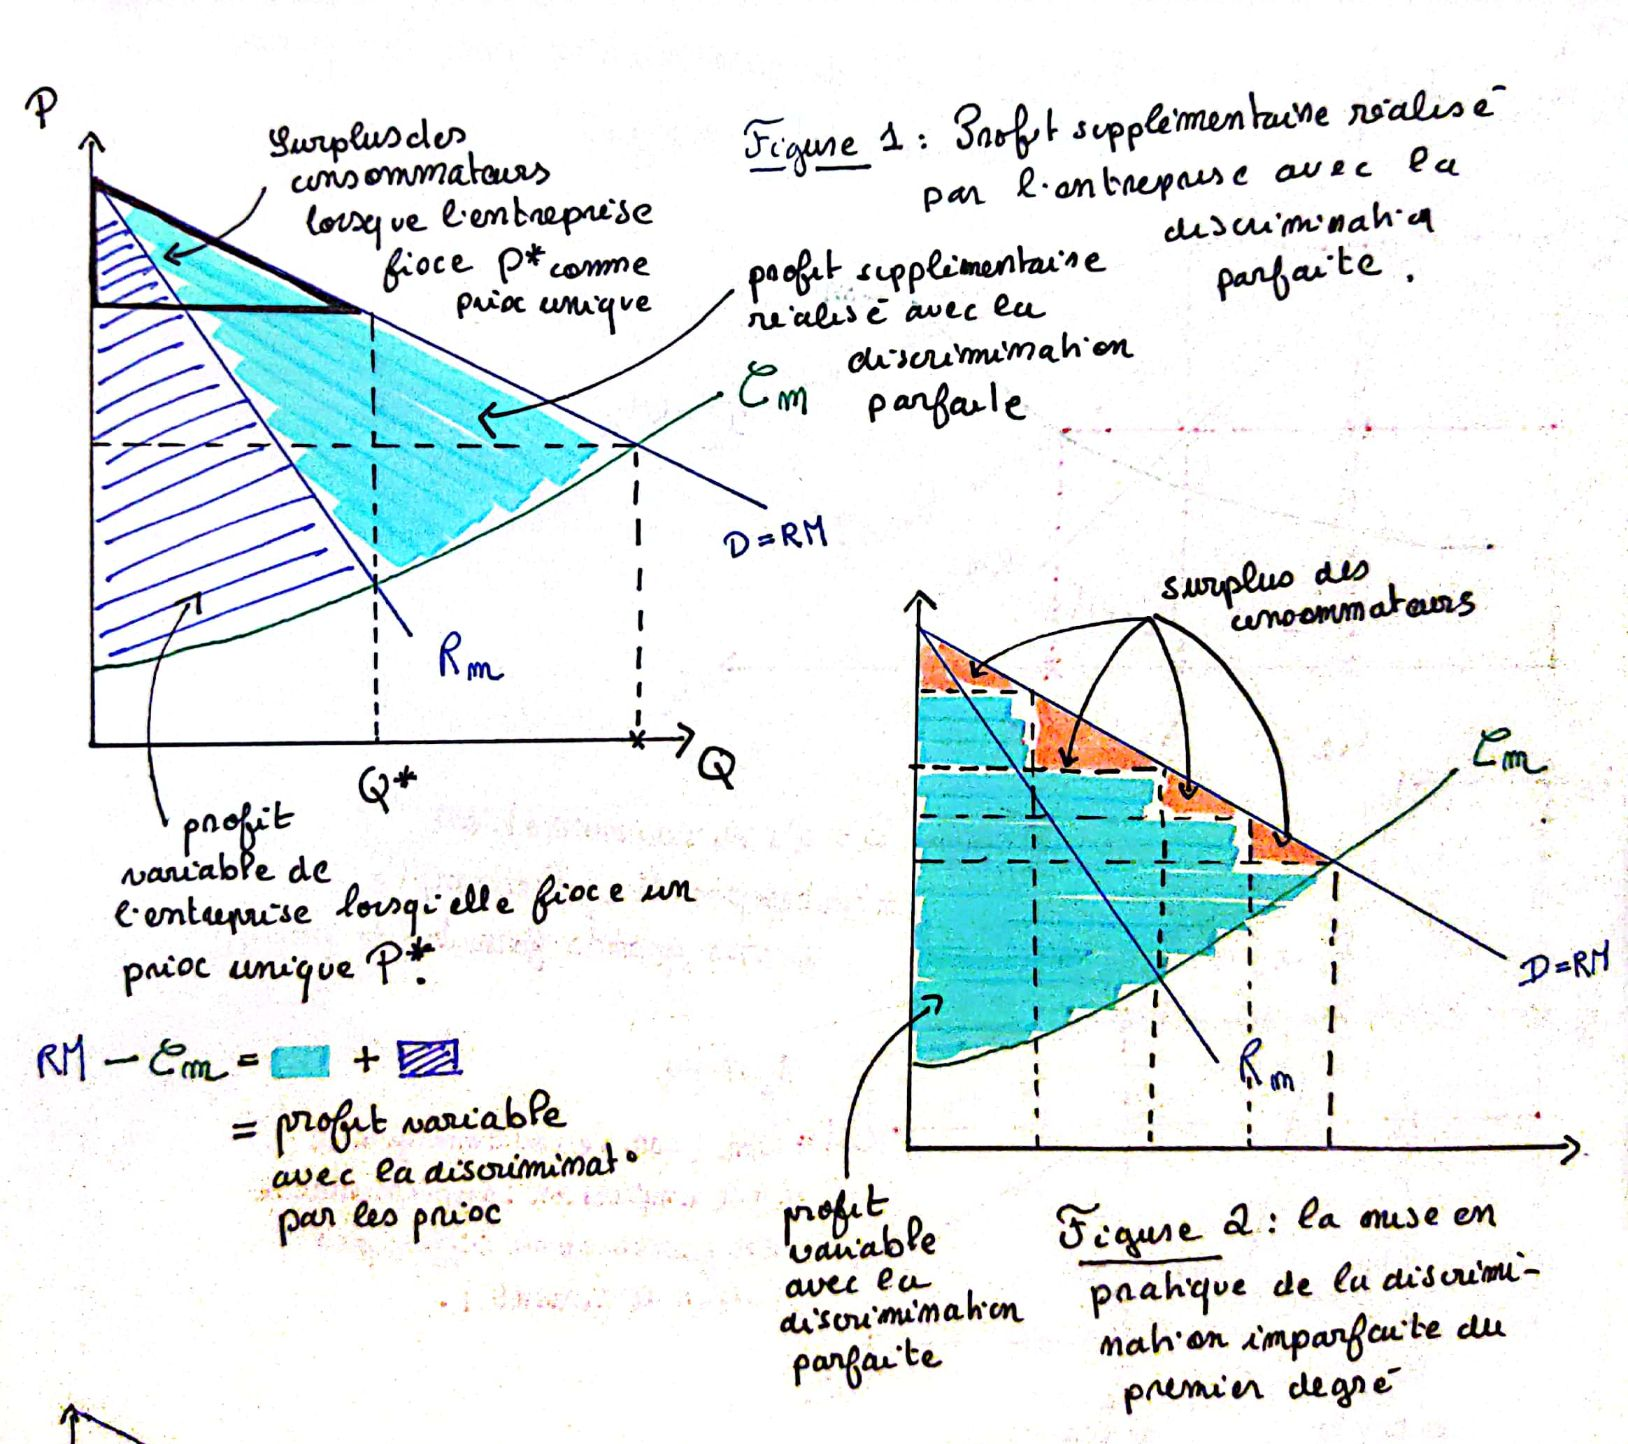 P
Surplus des
consommateurs
lorsque l'entreprise
fixe P* comme
prix unique
Figure 1 : Profit supplémentaire réalisé
par l'entreprise avec la
discrimination
parfaite.
profit supplémentaire
réalisé avec la
discrimination
parfaite
Cm
D=RM
Rm
Q*
Q
profit
variable de
l'entreprise lorsqu'elle fixe un
prix unique P*.
RM - Cm = +
= profit variable
avec la discriminat°
par les prix
surplus des
consommateurs
Cm
D=RM
Rm
profit
variable
avec la
discrimination
parfaite
Figure 2 : la mise en
pratique de la discrimi-
nation imparfaite du
premier degré